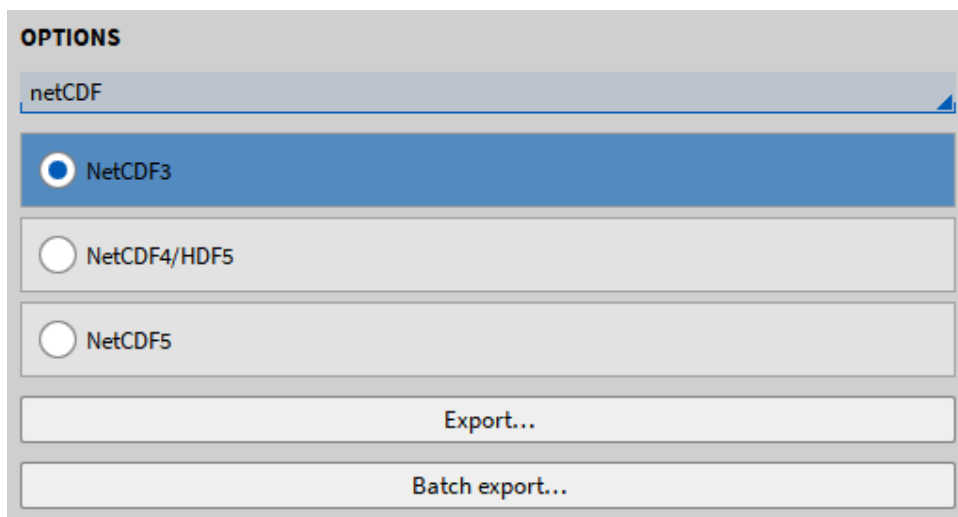 OPTIONS
netCDF
NetCDF3
NetCDF4/HDF5
NetCDF5
Export...
Batch export...